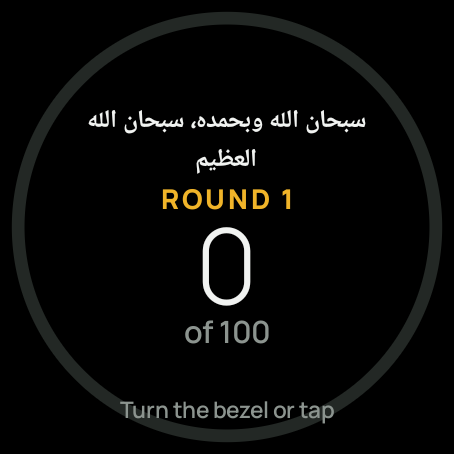 سبحان الله وبحمده، سبحان الله
العظيم
ROUND 1
0
of 100
Turn the bezel or tap